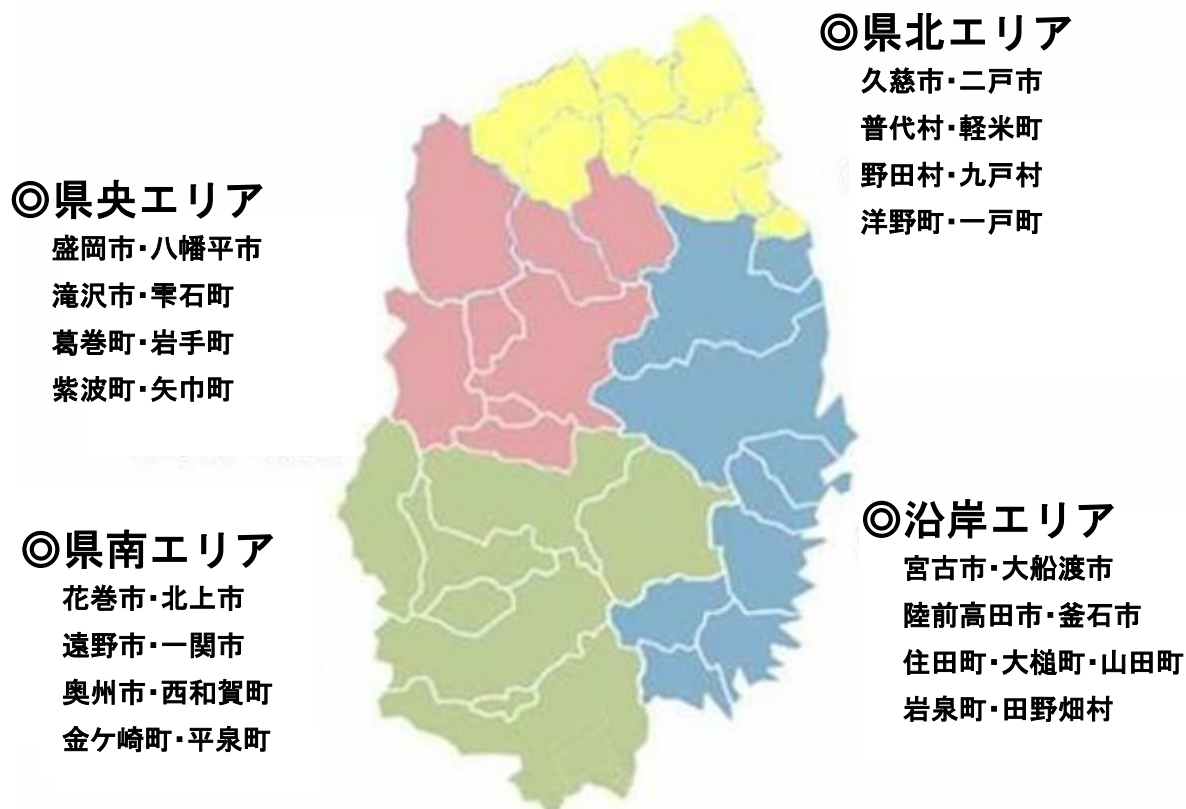 ◎県北エリア
久慈市・二戸市
普代村・軽米町
野田村・九戸村
洋野町・一戸町
◎県央エリア
盛岡市・八幡平市
滝沢市・雫石町
葛巻町・岩手町
紫波町・矢巾町
◎県南エリア
花巻市・北上市
遠野市・一関市
奥州市・西和賀町
金ケ崎町・平泉町
◎沿岸エリア
宮古市・大船渡市
陸前高田市・釜石市
住田町・大槌町・山田町
岩泉町・田野畑村